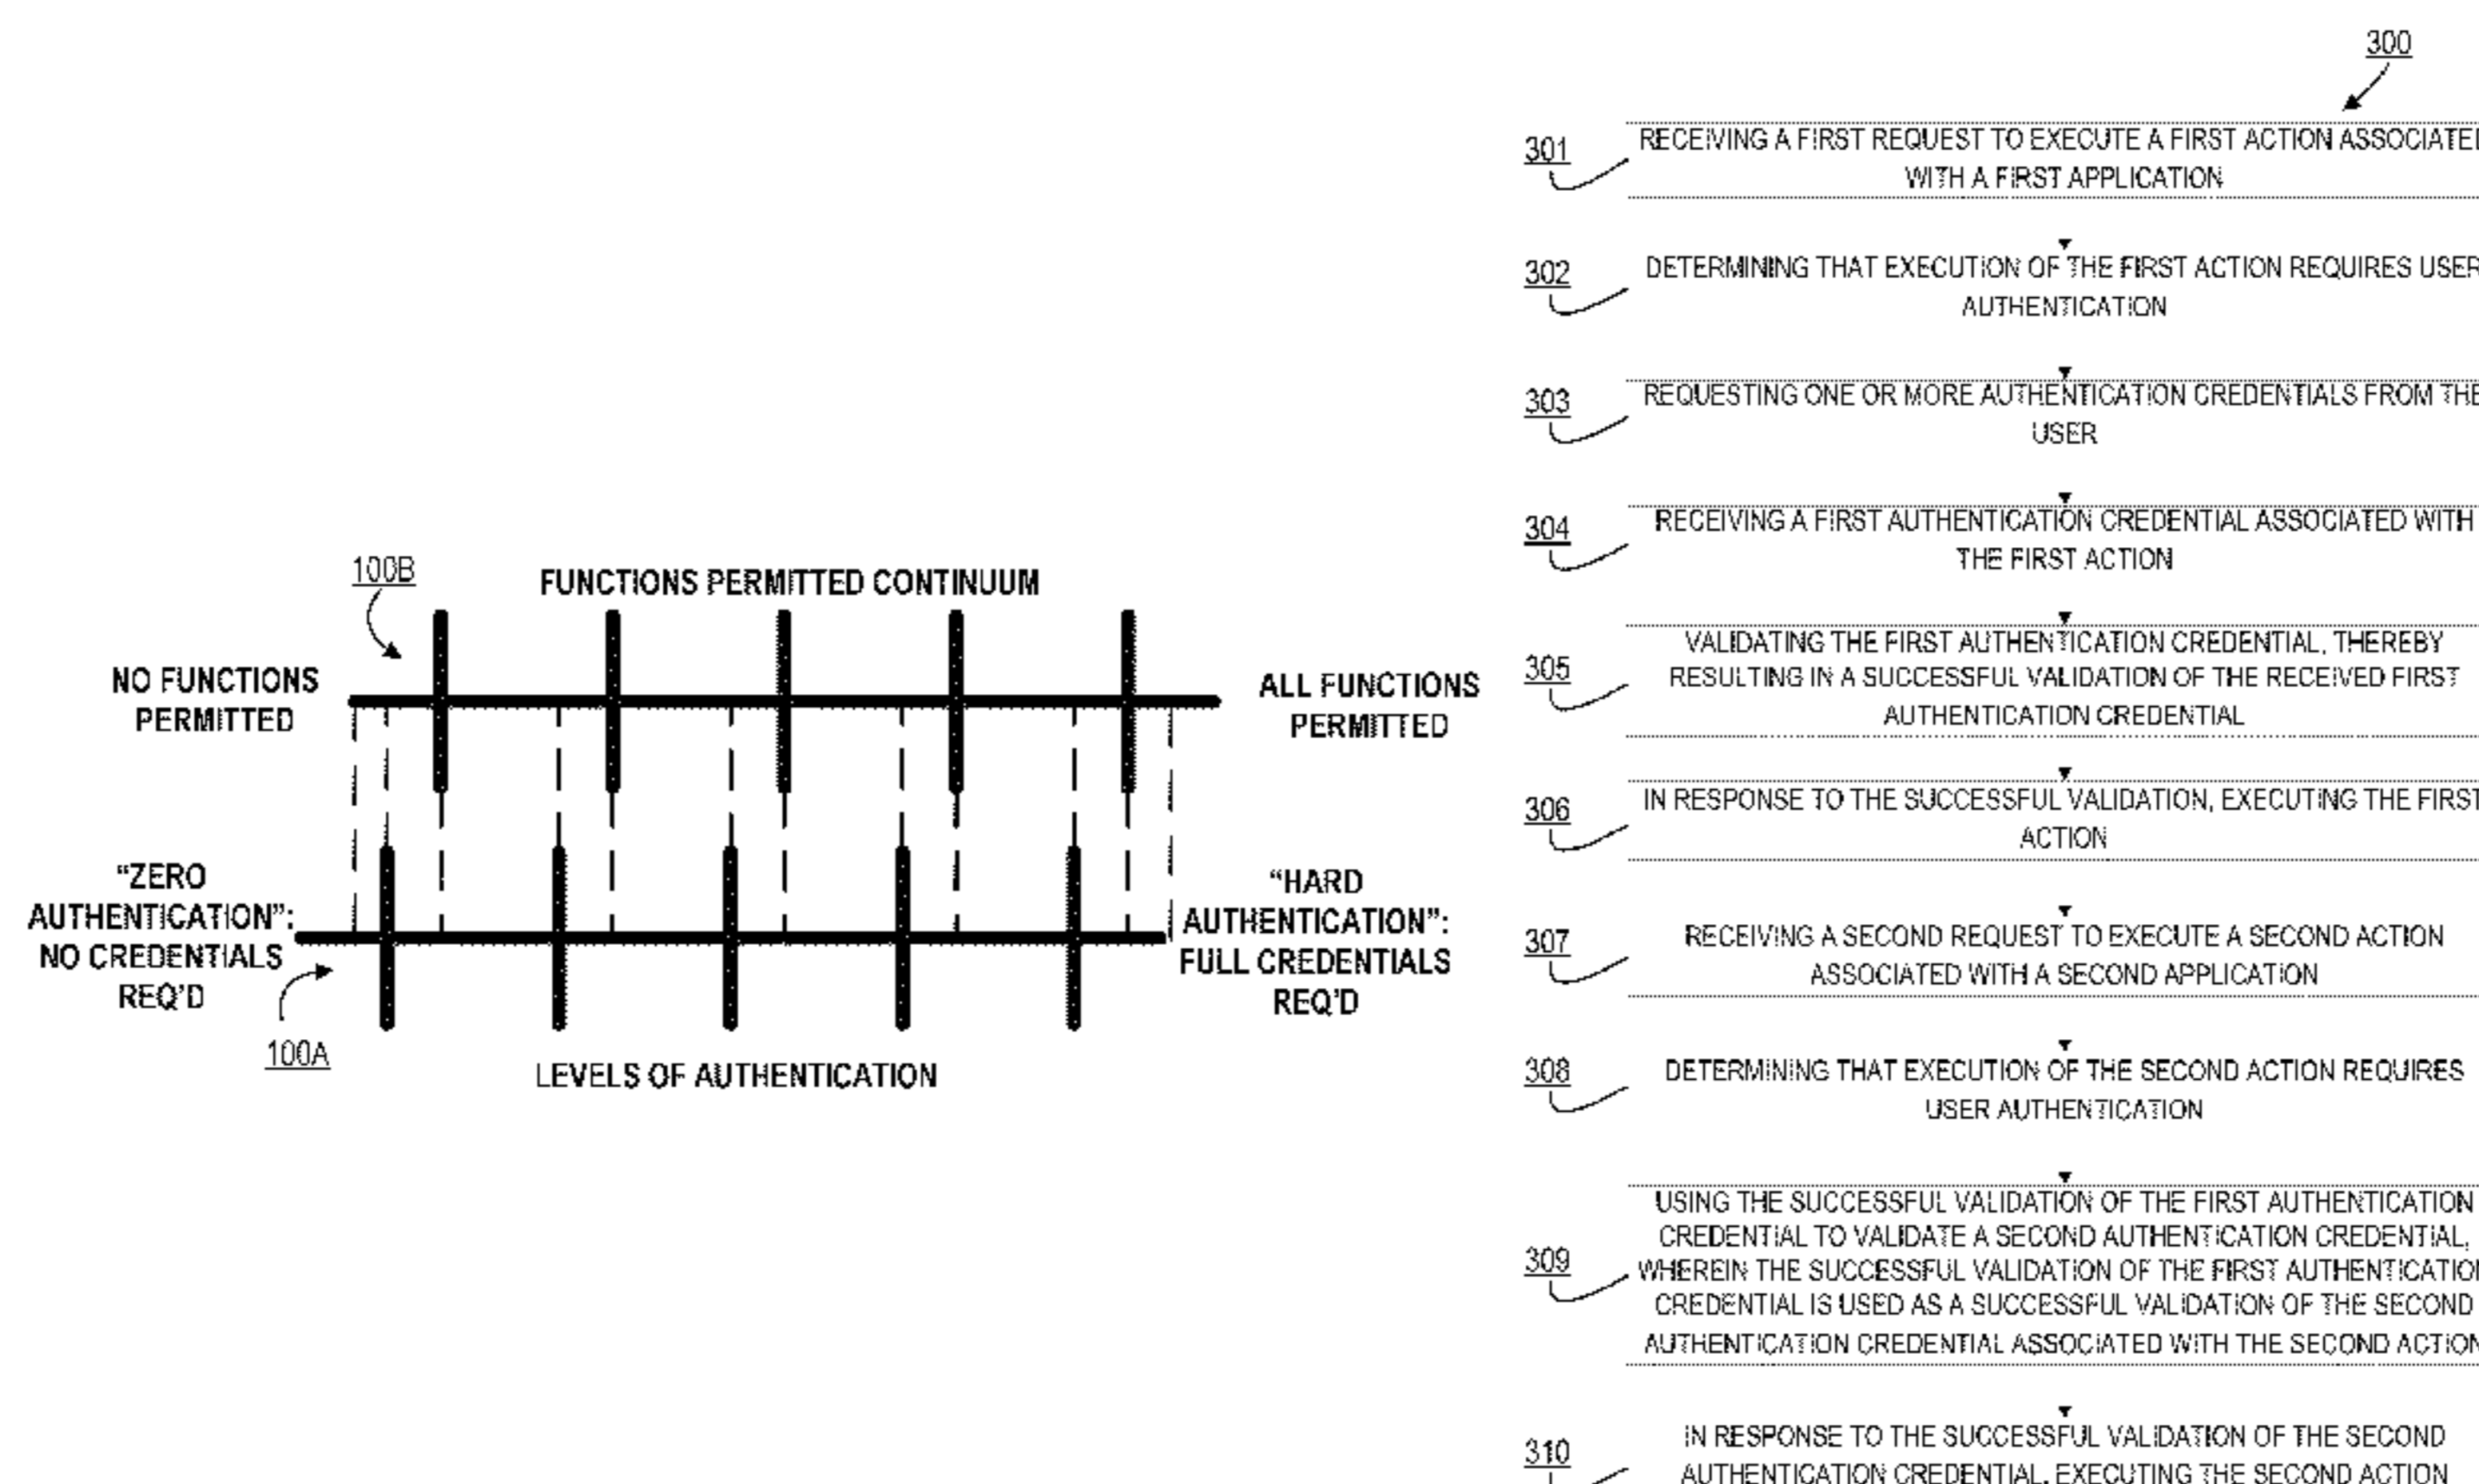 100B
FUNCTIONS PERMITTED CONTINUUM
NO FUNCTIONS
PERMITTED
ALL FUNCTIONS
PERMITTED
"ZERO
AUTHENTICATION":
NO CREDENTIALS
REQ'D
"HARD
AUTHENTICATION":
FULL CREDENTIALS
REQ'D
100A
LEVELS OF AUTHENTICATION
300
301
RECEIVING A FIRST REQUEST TO EXECUTE A FIRST ACTION ASSOCIATED
WITH A FIRST APPLICATION
302
DETERMINING THAT EXECUTION OF THE FIRST ACTION REQUIRES USER
AUTHENTICATION
303
REQUESTING ONE OR MORE AUTHENTICATION CREDENTIALS FROM THE
USER
304
RECEIVING A FIRST AUTHENTICATION CREDENTIAL ASSOCIATED WITH
THE FIRST ACTION
305
VALIDATING THE FIRST AUTHENTICATION CREDENTIAL, THEREBY
RESULTING IN A SUCCESSFUL VALIDATION OF THE RECEIVED FIRST
AUTHENTICATION CREDENTIAL
306
IN RESPONSE TO THE SUCCESSFUL VALIDATION, EXECUTING THE FIRST
ACTION
307
RECEIVING A SECOND REQUEST TO EXECUTE A SECOND ACTION
ASSOCIATED WITH A SECOND APPLICATION
308
DETERMINING THAT EXECUTION OF THE SECOND ACTION REQUIRES
USER AUTHENTICATION
309
USING THE SUCCESSFUL VALIDATION OF THE FIRST AUTHENTICATION
CREDENTIAL TO VALIDATE A SECOND AUTHENTICATION CREDENTIAL,
WHEREIN THE SUCCESSFUL VALIDATION OF THE FIRST AUTHENTICATION
CREDENTIAL IS USED AS A SUCCESSFUL VALIDATION OF THE SECOND
AUTHENTICATION CREDENTIAL ASSOCIATED WITH THE SECOND ACTION
310
IN RESPONSE TO THE SUCCESSFUL VALIDATION OF THE SECOND
AUTHENTICATION CREDENTIAL, EXECUTING THE SECOND ACTION